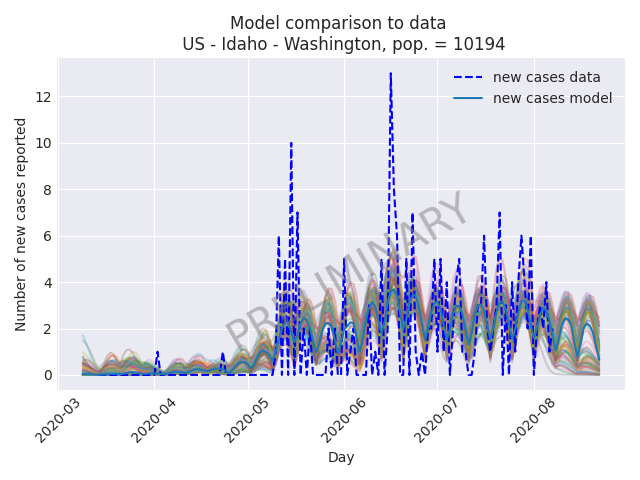 Model comparison to data
US - Idaho - Washington, pop. = 10194
new cases data
new cases model
PRELIMINARY
Number of new cases reported
12
10
8
6
4
2
0
2020-03
2020-04
2020-05
2020-06
2020-07
2020-08
Day